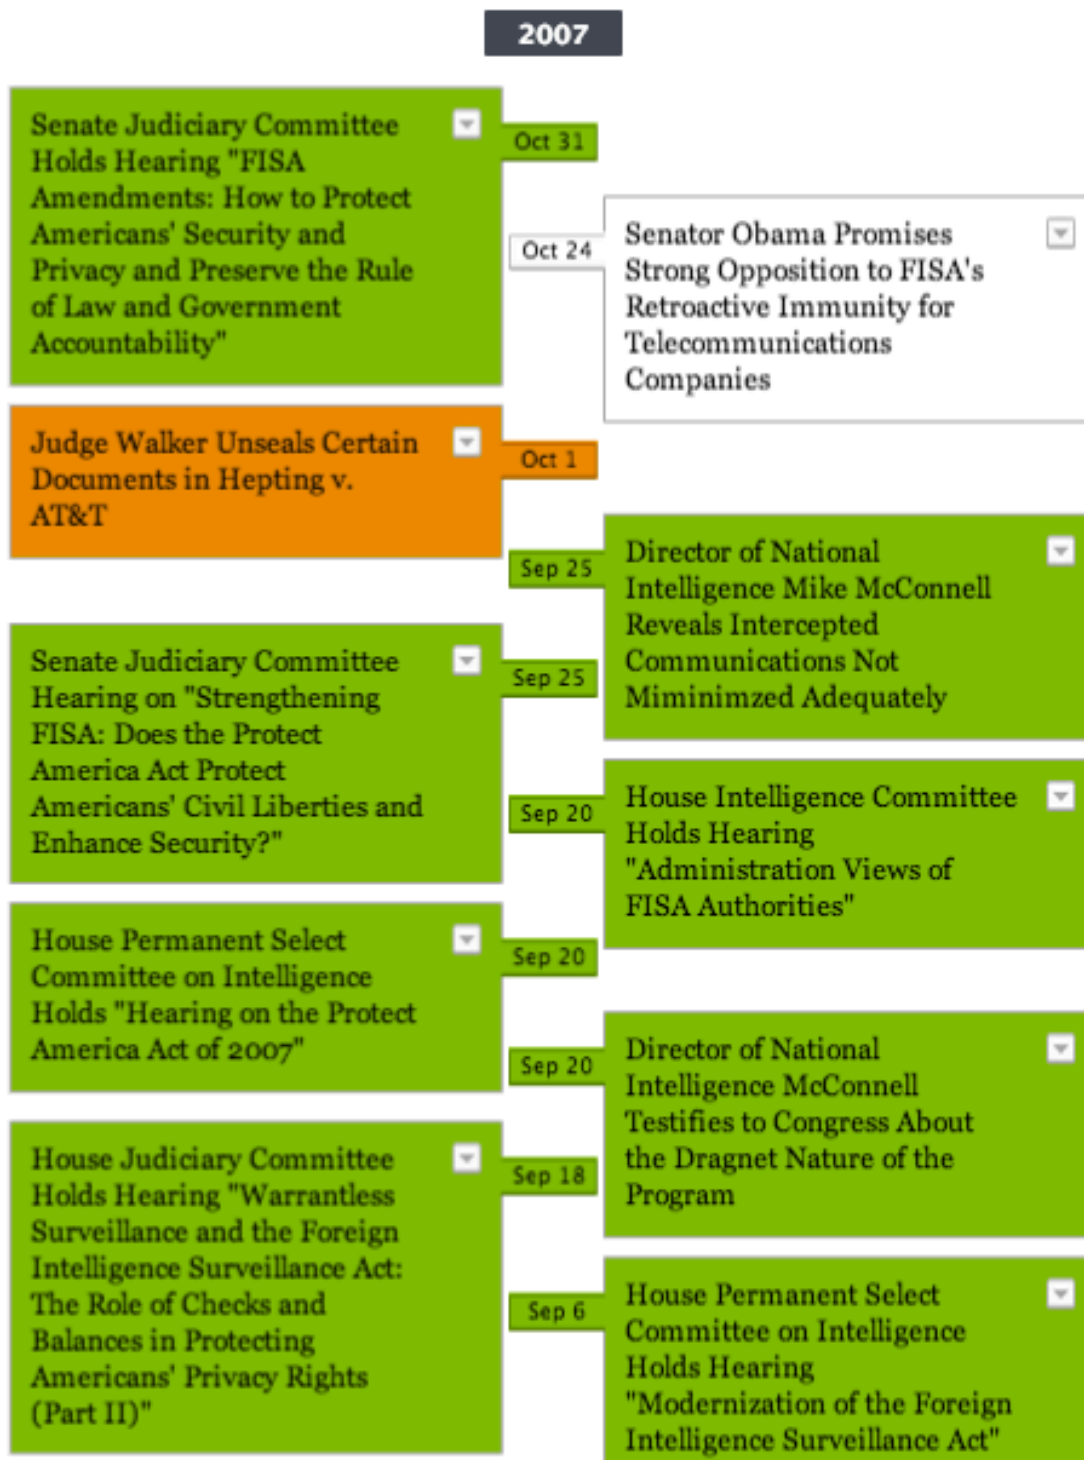 2007
Senate Judiciary Committee
Holds Hearing "FISA
Amendments: How to Protect
Americans' Security and
Privacy and Preserve the Rule
of Law and Government
Accountability"
Oct 31
Oct 24
Senator Obama Promises
Strong Opposition to FISA's
Retroactive Immunity for
Telecommunications
Companies
Judge Walker Unseals Certain
Documents in Hepting v.
AT&T
Oct 1
Sep 25
Director of National
Intelligence Mike McConnell
Reveals Intercepted
Communications Not
Miminimzed Adequately
Senate Judiciary Committee
Hearing on "Strengthening
FISA: Does the Protect
America Act Protect
Americans' Civil Liberties and
Enhance Security?"
Sep 25
Sep 20
House Intelligence Committee
Holds Hearing
"Administration Views of
FISA Authorities"
House Permanent Select
Committee on Intelligence
Holds "Hearing on the Protect
America Act of 2007"
Sep 20
Sep 20
Director of National
Intelligence McConnell
Testifies to Congress About
the Dragnet Nature of the
Program
House Judiciary Committee
Holds Hearing "Warrantless
Surveillance and the Foreign
Intelligence Surveillance Act:
The Role of Checks and
Balances in Protecting
Americans' Privacy Rights
(Part II)"
Sep 18
Sep 6
House Permanent Select
Committee on Intelligence
Holds Hearing
"Modernization of the Foreign
Intelligence Surveillance Act"